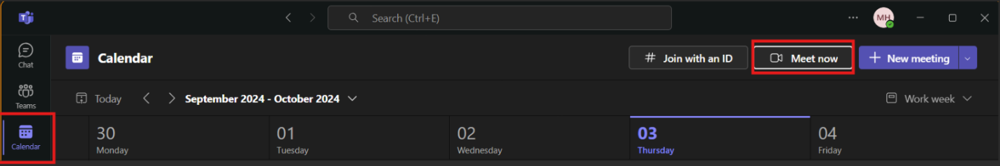 Search (Ctrl+E)
MH
Chat
Calendar
Join with an ID
Meet now
New meeting
Teams
Today
September 2024 - October 2024
Work week
Calendar
30
Monday
01
Tuesday
02
Wednesday
03
Thursday
04
Friday